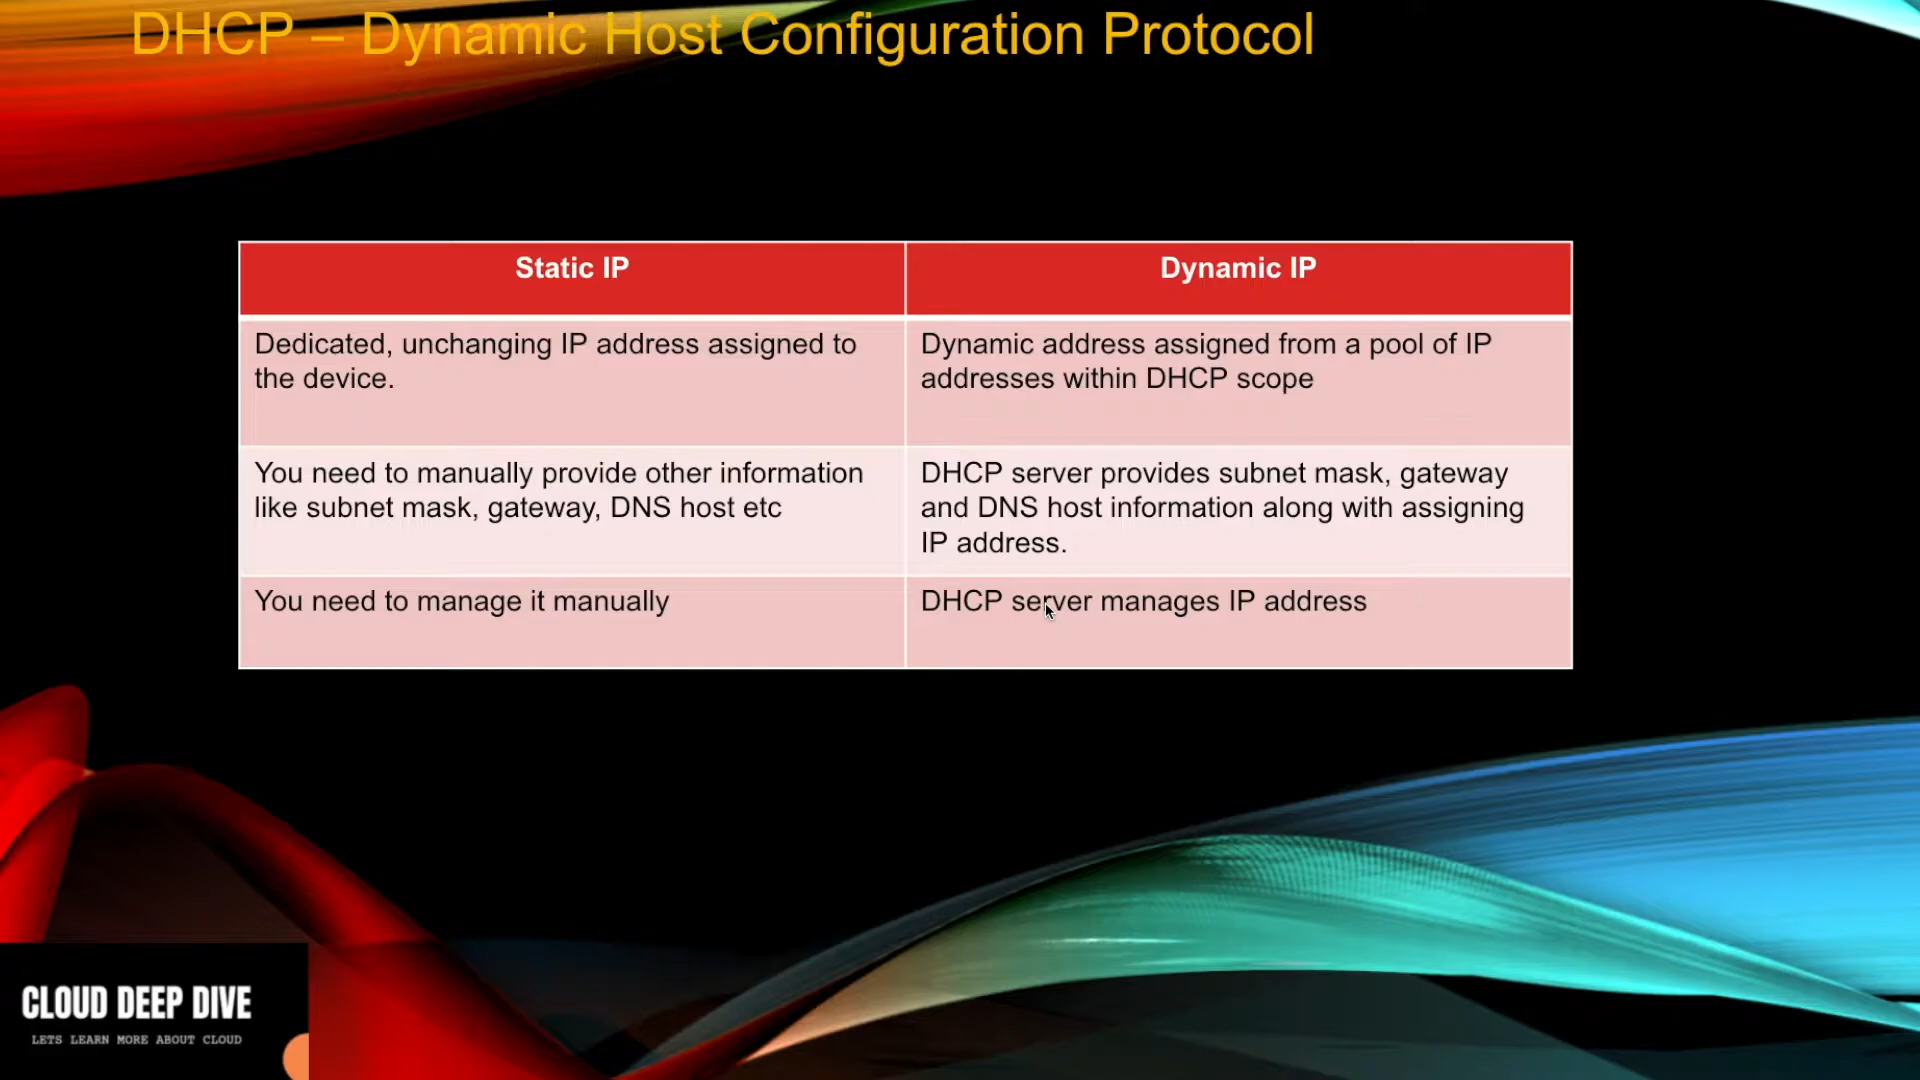 DHCP – Dynamic Host Configuration Protocol
Static IP
Dynamic IP
Dedicated, unchanging IP address assigned to
the device.
Dynamic address assigned from a pool of IP
addresses within DHCP scope
You need to manually provide other information
like subnet mask, gateway, DNS host etc
DHCP server provides subnet mask, gateway
and DNS host information along with assigning
IP address.
You need to manage it manually
DHCP server manages IP address
CLOUD DEEP DIVE
LETS LEARN MORE ABOUT CLOUD